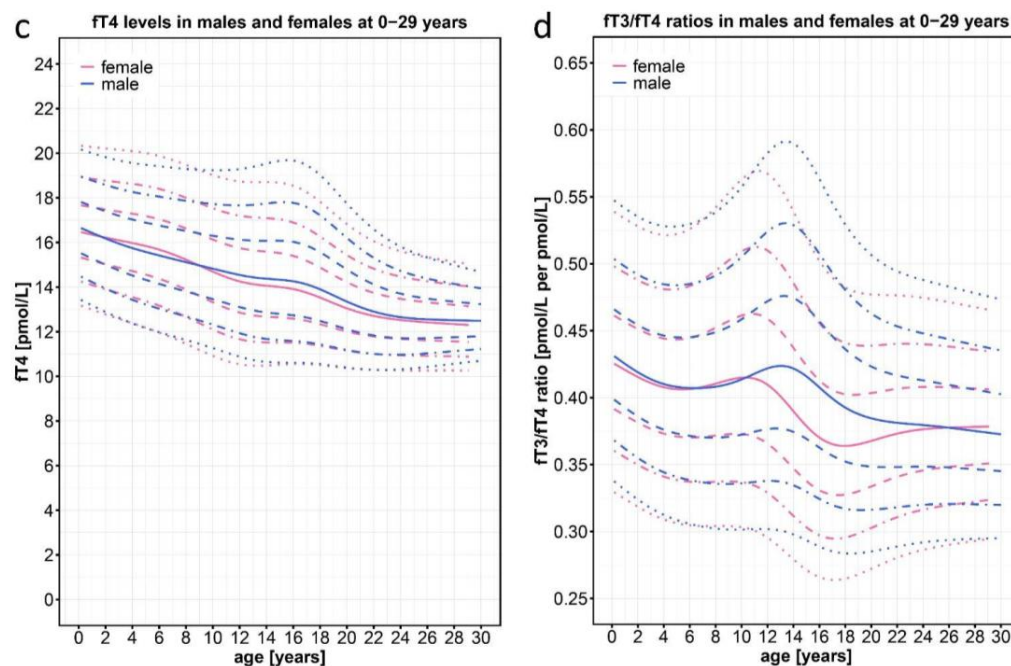 c
fT4 levels in males and females at 0−29 years
24
22
20
18
16
14
12
10
8
6
4
2
0
fT4 [pmol/L]
female
male
0 2 4 6 8 10 12 14 16 18 20 22 24 26 28 30
age [years]
d
fT3/fT4 ratios in males and females at 0−29 years
0.65
0.60
0.55
0.50
0.45
0.40
0.35
0.30
0.25
fT3/fT4 ratio [pmol/L per pmol/L]
female
male
0 2 4 6 8 10 12 14 16 18 20 22 24 26 28 30
age [years]